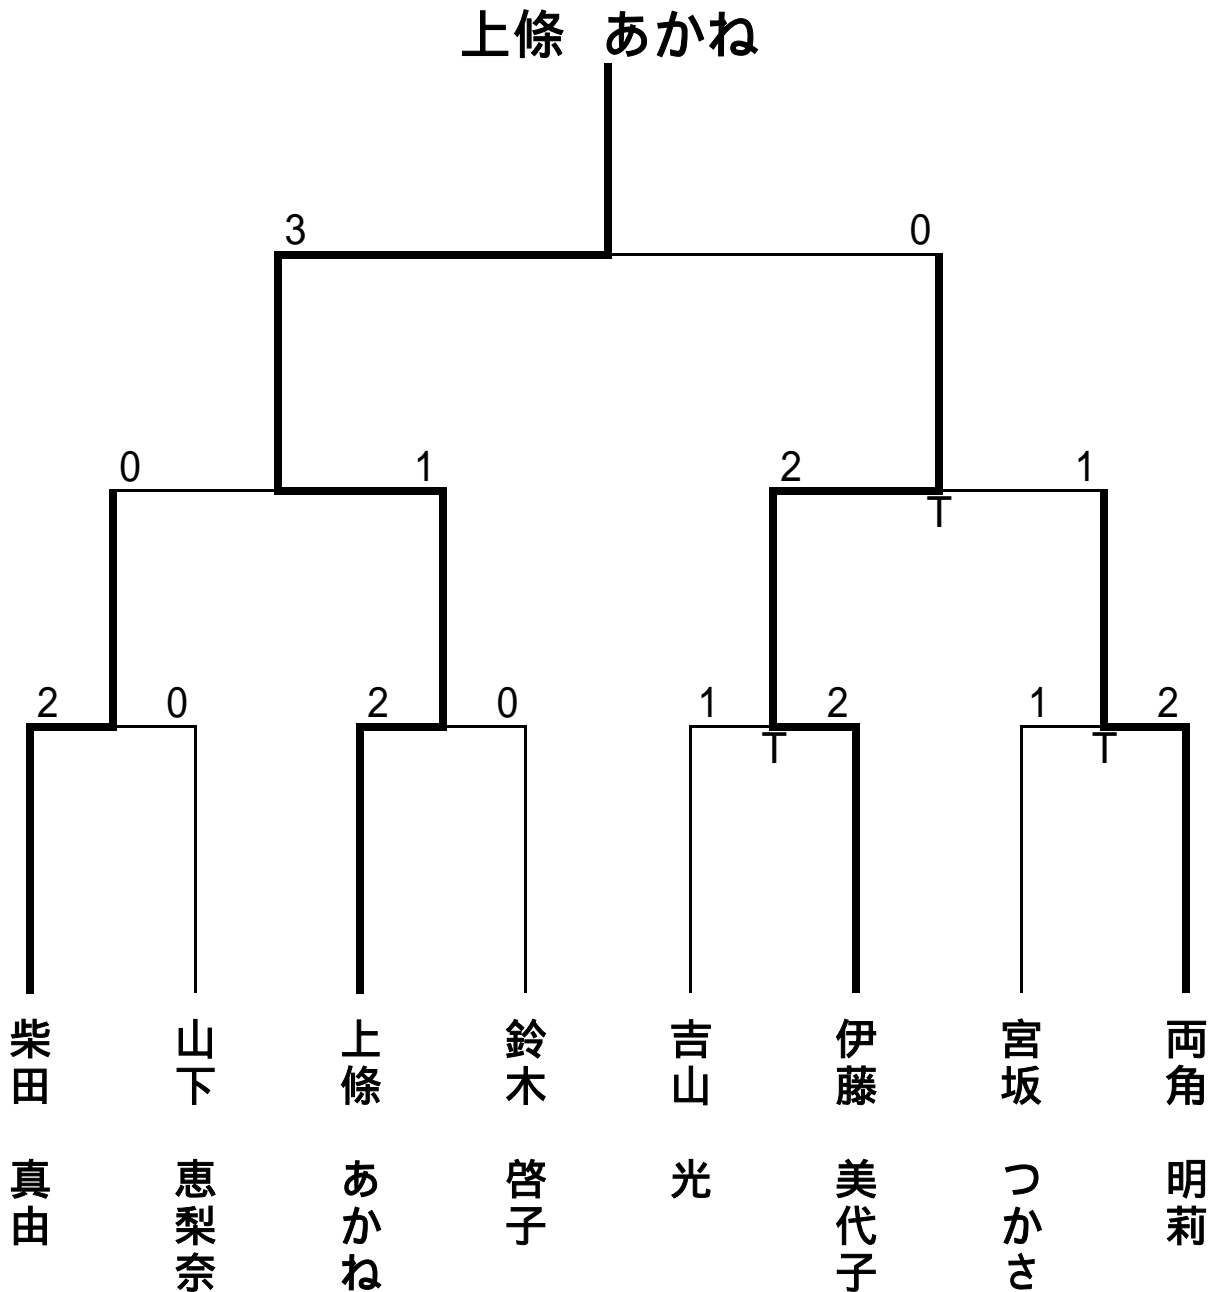 上條 あかね
3 0
0 1 2 1
T
2 0 2 0 1 2 1 2
T T
柴田 真由
山下 恵梨奈
上條 あかね
鈴木 啓子
吉山 光
伊藤 美代子
宮坂 つかさ
両角 明莉